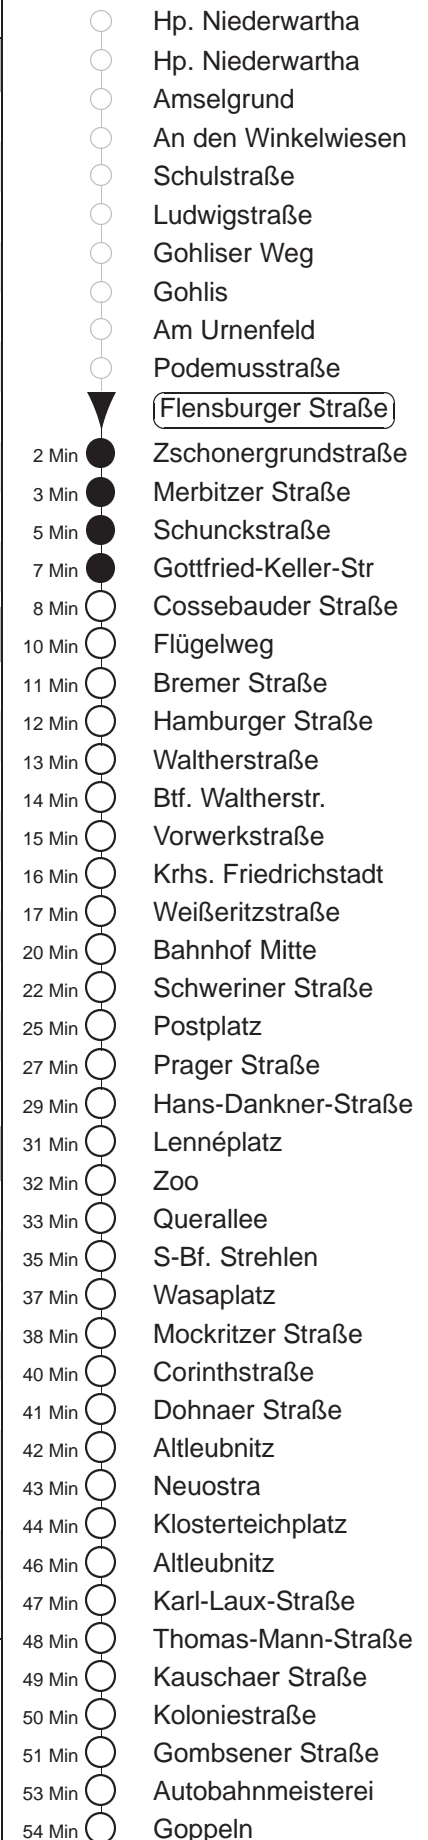 Hp. Niederwartha
Hp. Niederwartha
Amselgrund
An den Winkelwiesen
Schulstraße
Ludwigstraße
Gohliser Weg
Gohlis
Am Urnenfeld
Podemusstraße
Flensburger Straße
2 Min Zschonergrundstraße
3 Min Merbitzer Straße
5 Min Schunckstraße
7 Min Gottfried-Keller-Str
8 Min Cossebauder Straße
10 Min Flügelweg
11 Min Bremer Straße
12 Min Hamburger Straße
13 Min Waltherstraße
14 Min Btf. Waltherstr.
15 Min Vorwerkstraße
16 Min Krhs. Friedrichstadt
17 Min Weißeritzstraße
20 Min Bahnhof Mitte
22 Min Schweriner Straße
25 Min Postplatz
27 Min Prager Straße
29 Min Hans-Dankner-Straße
31 Min Lennéplatz
32 Min Zoo
33 Min Querallee
35 Min S-Bf. Strehlen
37 Min Wasaplatz
38 Min Mockritzer Straße
40 Min Corinthstraße
41 Min Dohnaer Straße
42 Min Altleubnitz
43 Min Neuostra
44 Min Klosterteichplatz
46 Min Altleubnitz
47 Min Karl-Laux-Straße
48 Min Thomas-Mann-Straße
49 Min Kauschaer Straße
50 Min Koloniestraße
51 Min Gombsener Straße
53 Min Autobahnmeisterei
54 Min Goppeln